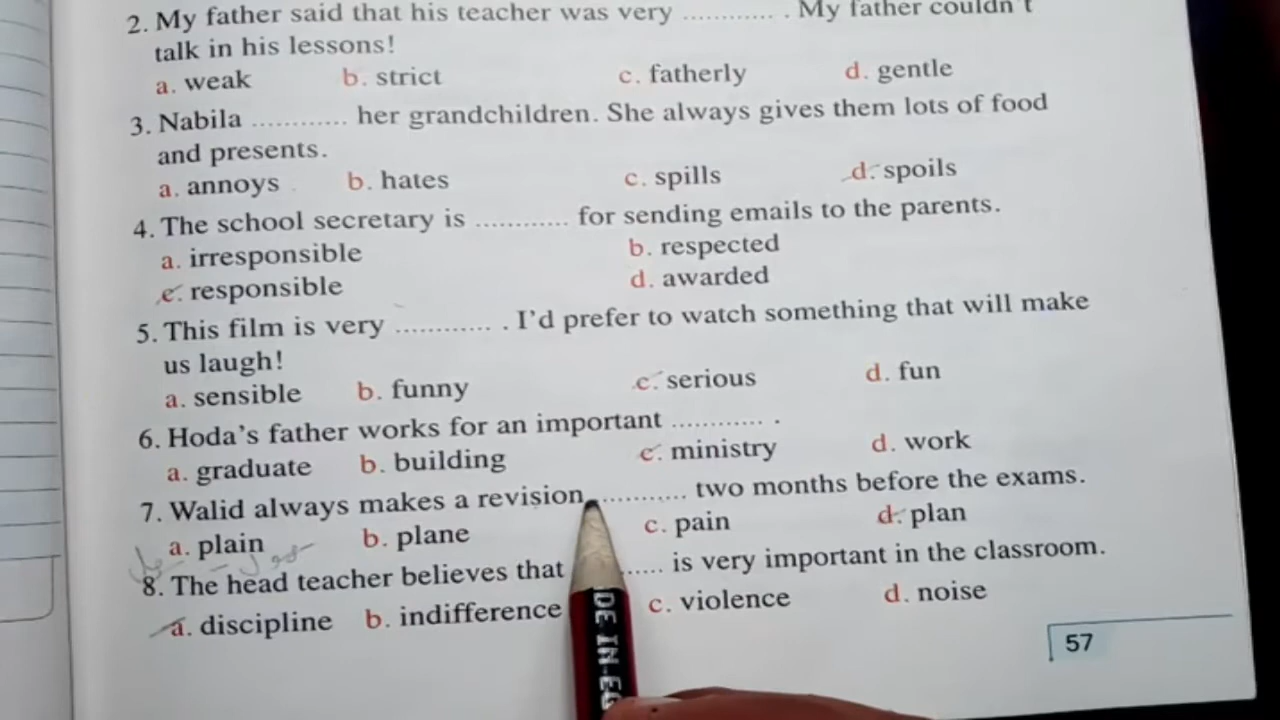 2. My father said that his teacher was very ............ . My father couldn't
talk in his lessons!
a. weak b. strict c. fatherly d. gentle
3. Nabila ............ her grandchildren. She always gives them lots of food
and presents.
a. annoys b. hates c. spills d. spoils
4. The school secretary is ............ for sending emails to the parents.
a. irresponsible b. respected
c. responsible d. awarded
5. This film is very ............ . I'd prefer to watch something that will make
us laugh!
a. sensible b. funny c. serious d. fun
6. Hoda's father works for an important ............ .
a. graduate b. building c. ministry d. work
7. Walid always makes a revision ............ two months before the exams.
a. plain b. plane c. pain d. plan
8. The head teacher believes that ...... is very important in the classroom.
a. discipline b. indifference c. violence d. noise
DE IN EG
57